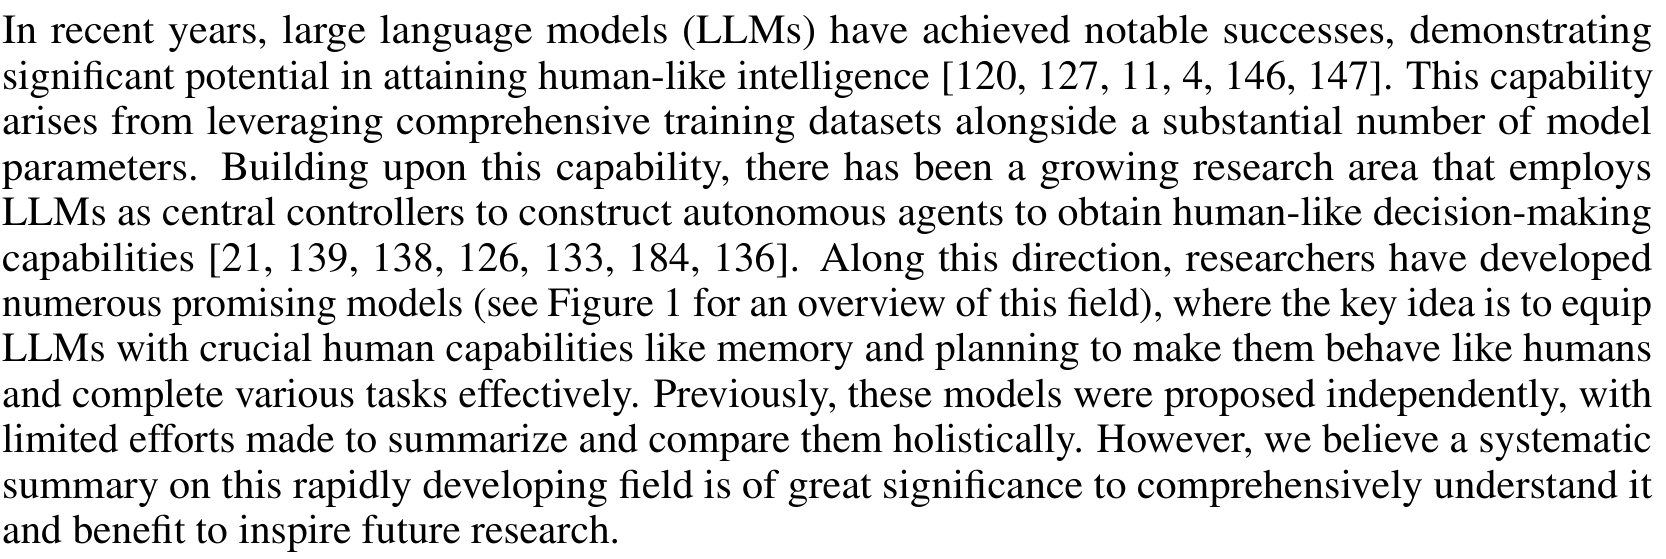 In recent years, large language models (LLMs) have achieved notable successes, demonstrating
significant potential in attaining human-like intelligence [120, 127, 11, 4, 146, 147]. This capability
arises from leveraging comprehensive training datasets alongside a substantial number of model
parameters. Building upon this capability, there has been a growing research area that employs
LLMs as central controllers to construct autonomous agents to obtain human-like decision-making
capabilities [21, 139, 138, 126, 133, 184, 136]. Along this direction, researchers have developed
numerous promising models (see Figure 1 for an overview of this field), where the key idea is to equip
LLMs with crucial human capabilities like memory and planning to make them behave like humans
and complete various tasks effectively. Previously, these models were proposed independently, with
limited efforts made to summarize and compare them holistically. However, we believe a systematic
summary on this rapidly developing field is of great significance to comprehensively understand it
and benefit to inspire future research.